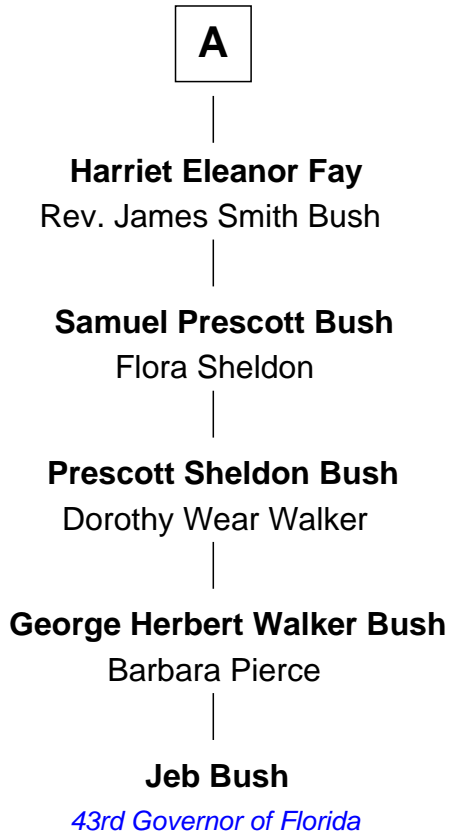 A
Harriet Eleanor Fay
Rev. James Smith Bush
Samuel Prescott Bush
Flora Sheldon
Prescott Sheldon Bush
Dorothy Wear Walker
George Herbert Walker Bush
Barbara Pierce
Jeb Bush
43rd Governor of Florida